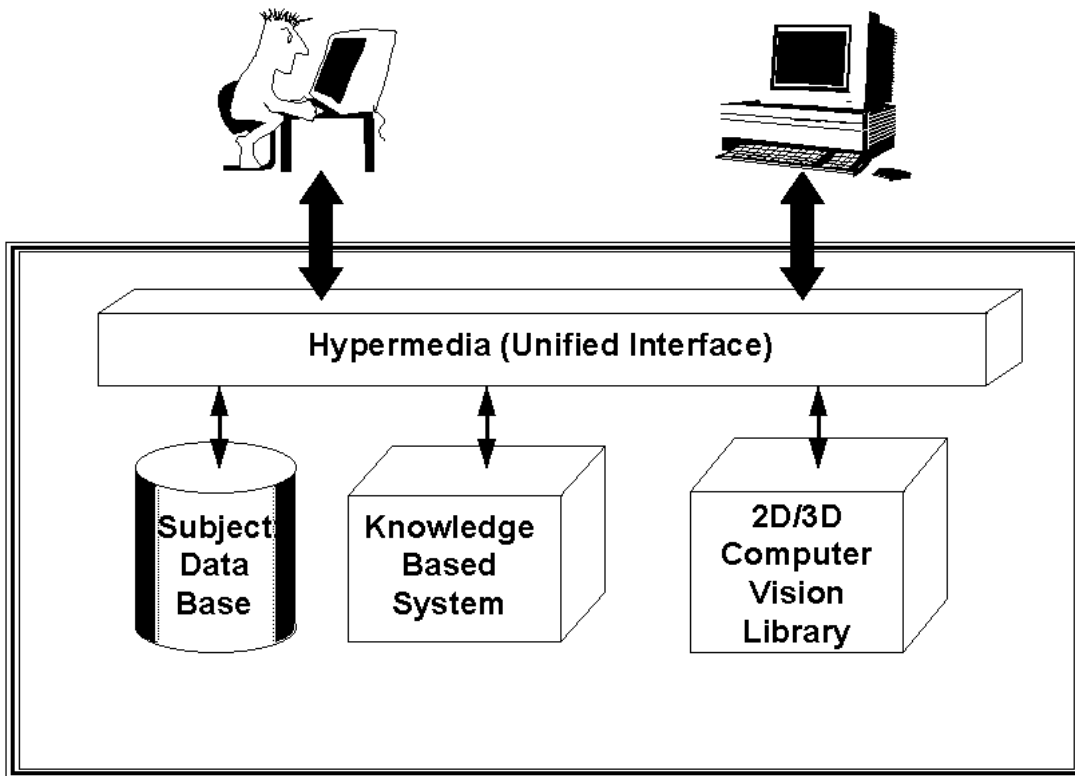 Hypermedia (Unified Interface)
Subject
Data
Base
Knowledge
Based
System
2D/3D
Computer
Vision
Library